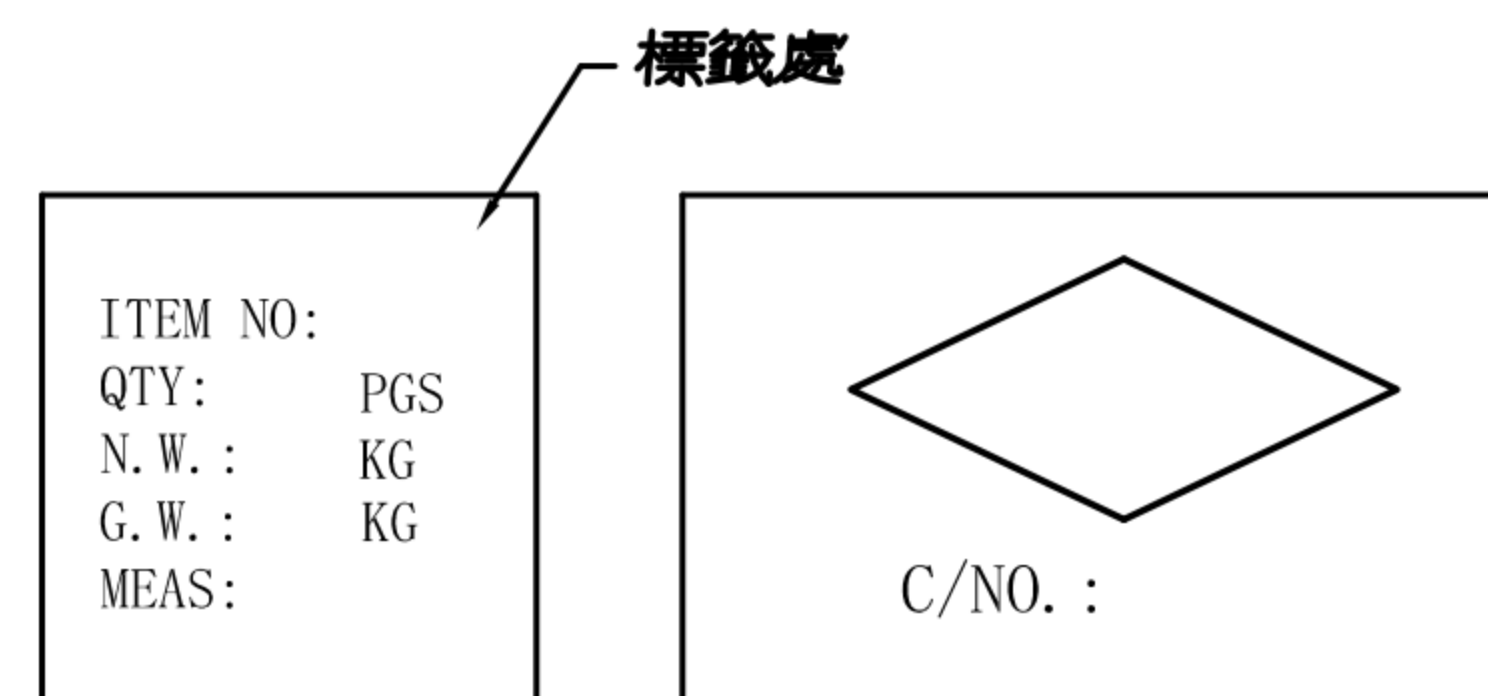 標籤處
ITEM NO:
QTY: PGS
N.W.: KG
G.W.: KG
MEAS:
C/NO.: